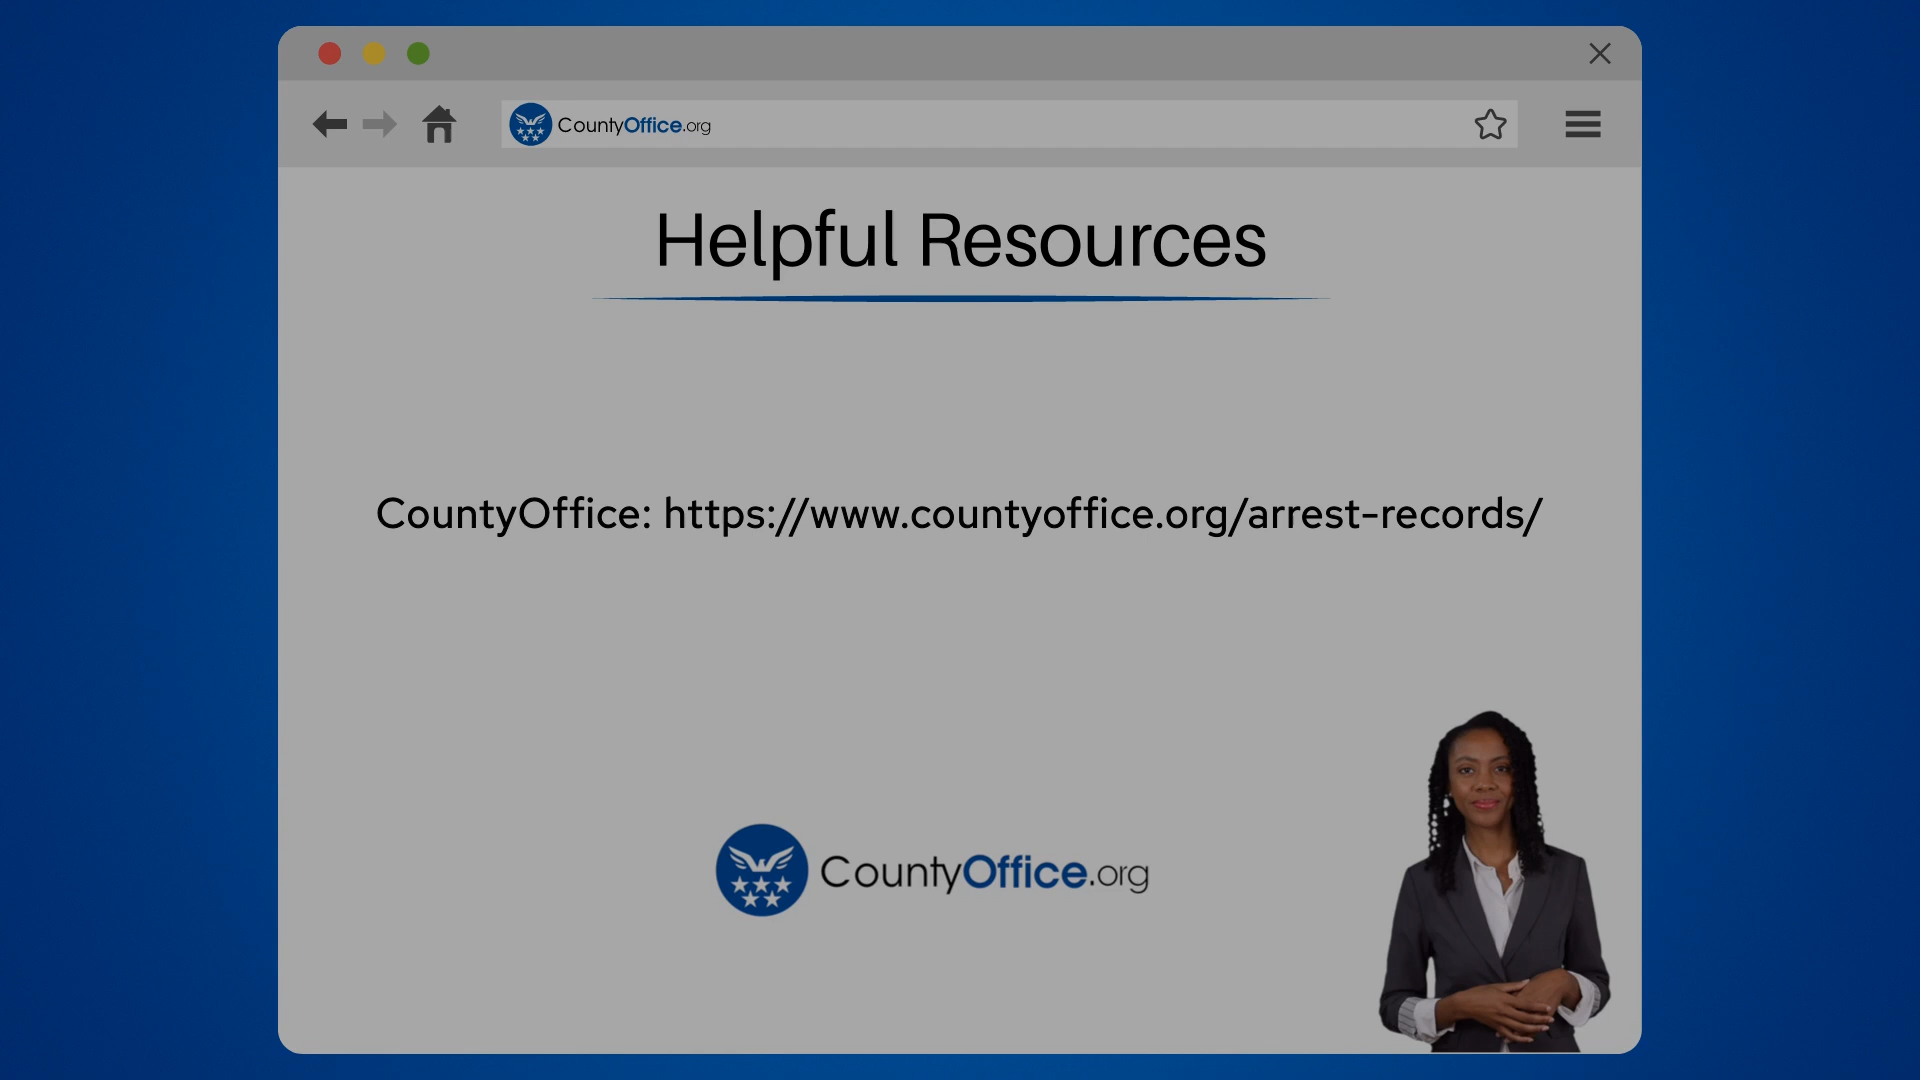 CountyOffice.org
Helpful Resources
CountyOffice: https://www.countyoffice.org/arrest-records/
CountyOffice.org